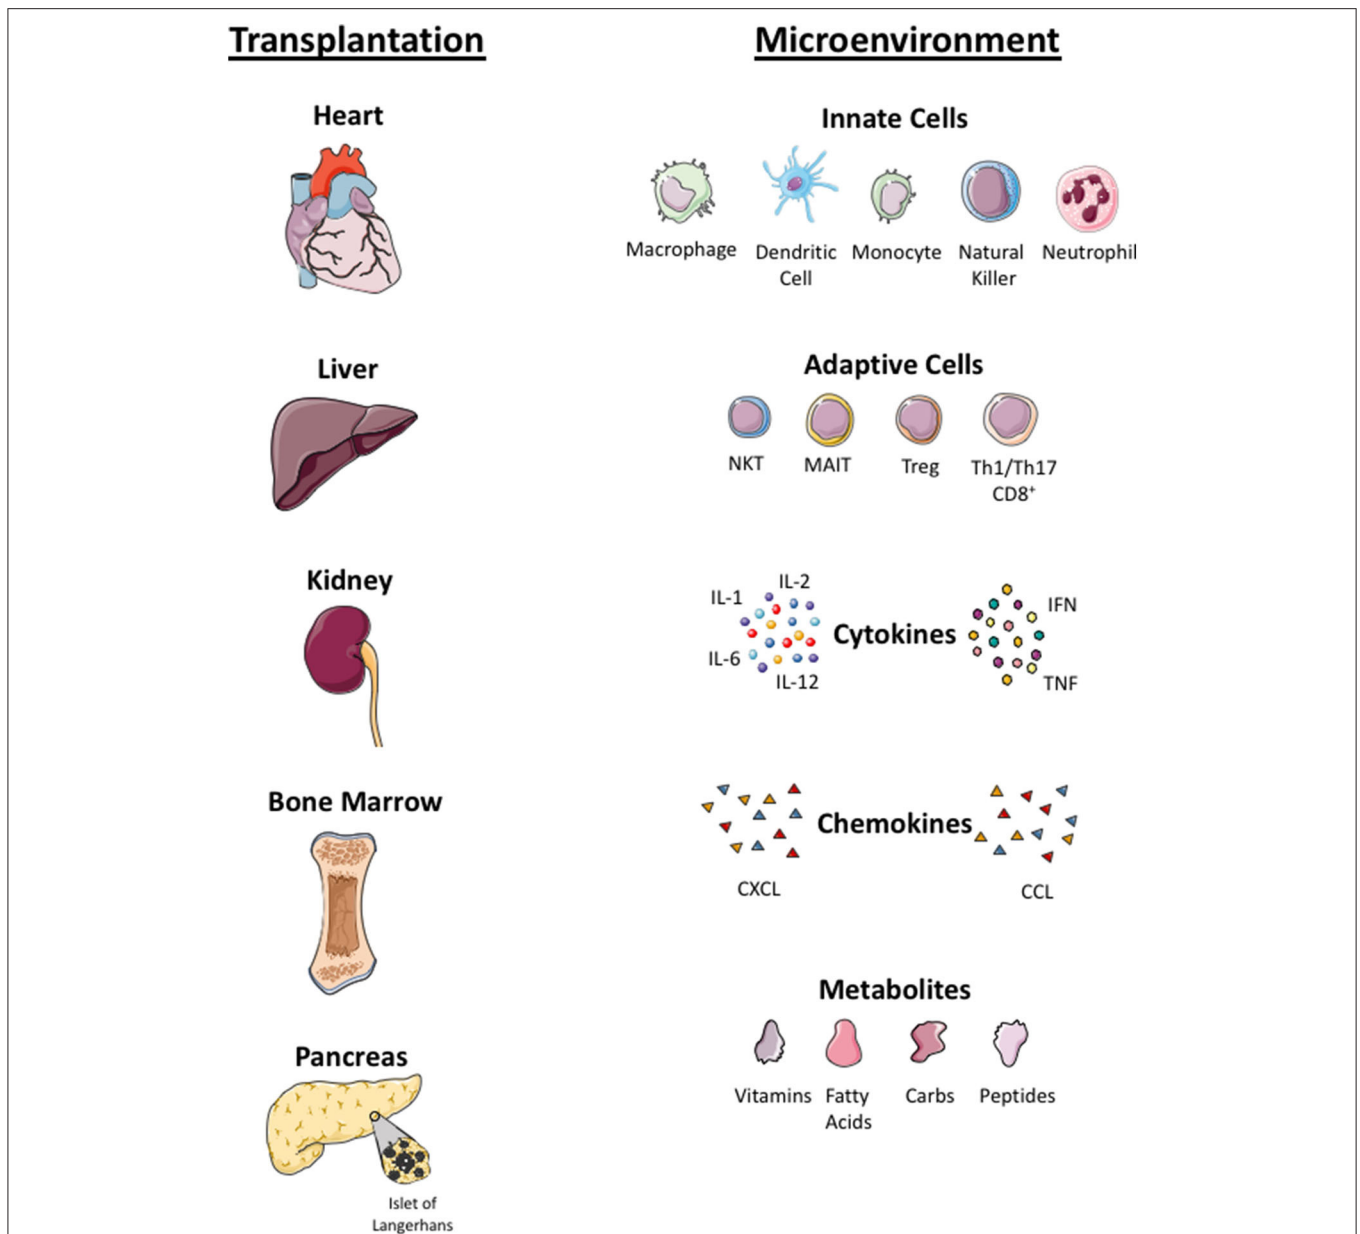 Transplantation
Heart
Liver
Kidney
Bone Marrow
Pancreas
Islet of
Langerhans
Microenvironment
Innate Cells
Macrophage
Dendritic
Cell
Monocyte
Natural
Killer
Neutrophil
Adaptive Cells
NKT
MAIT
Treg
Th1/Th17
CD8⁺
IL-1
IL-2
IL-6
IL-12
Cytokines
IFN
TNF
Chemokines
CXCL
CCL
Metabolites
Vitamins
Fatty
Acids
Carbs
Peptides